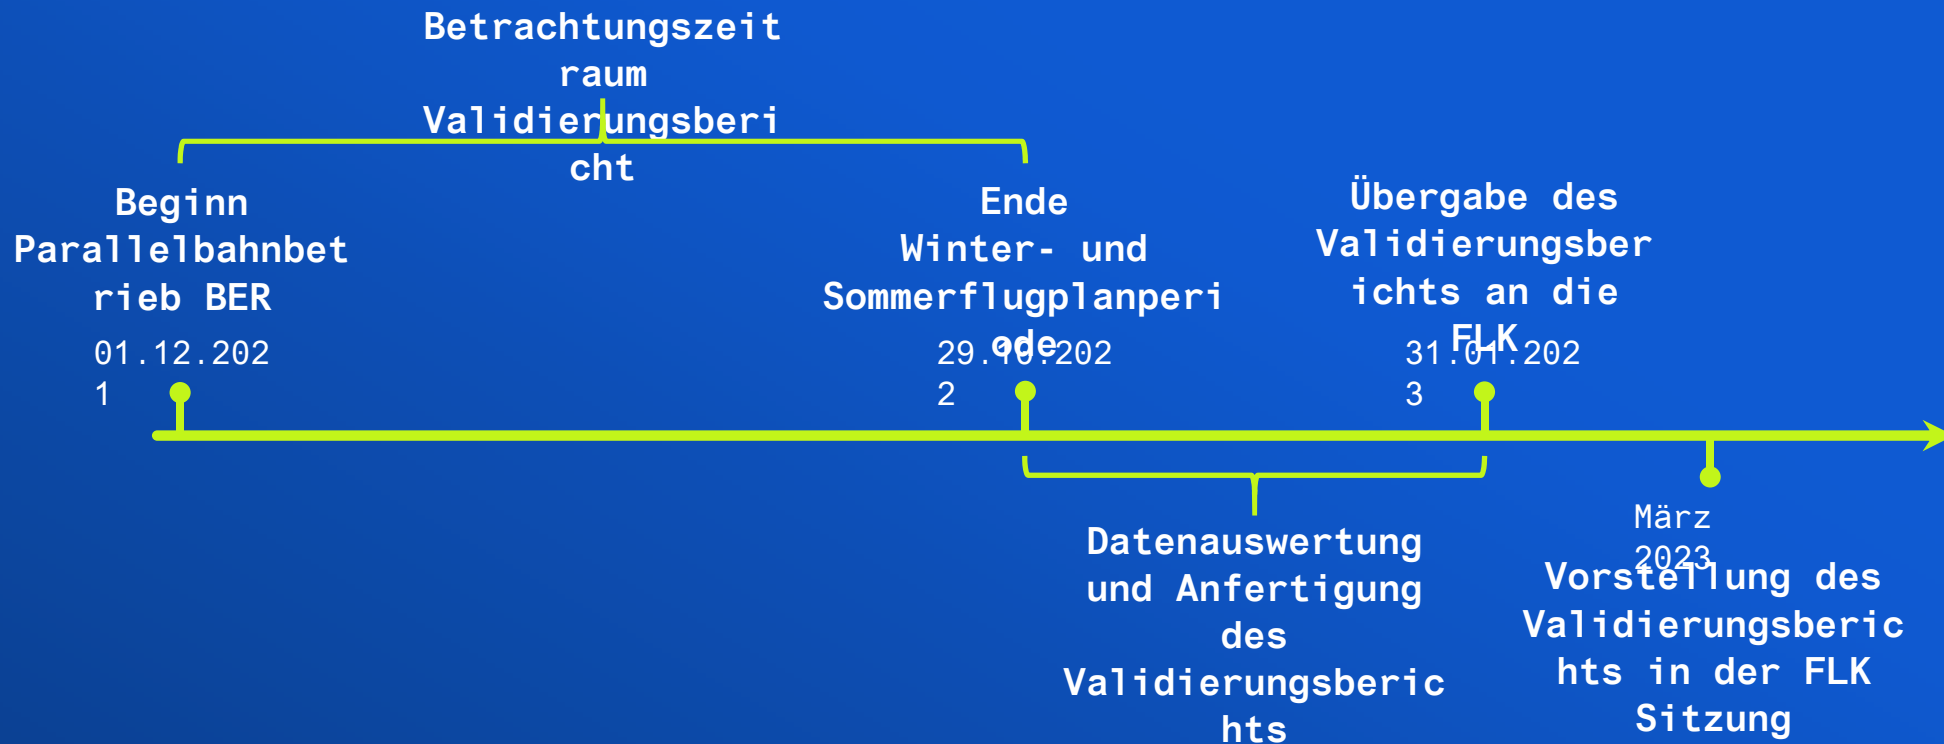 Betrachtungszeit
raum
Validierungsberi
cht
Beginn
Parallelbahnbet
rieb BER
01.12.202
1
Ende
Winter- und
Sommerflugplanperi
ode
29.10.202
2
Übergabe des
Validierungsber
ichts an die
FLK
31.01.202
3
Datenauswertung
und Anfertigung
des
Validierungsberic
hts
März
2023
Vorstellung des
Validierungsberic
hts in der FLK
Sitzung